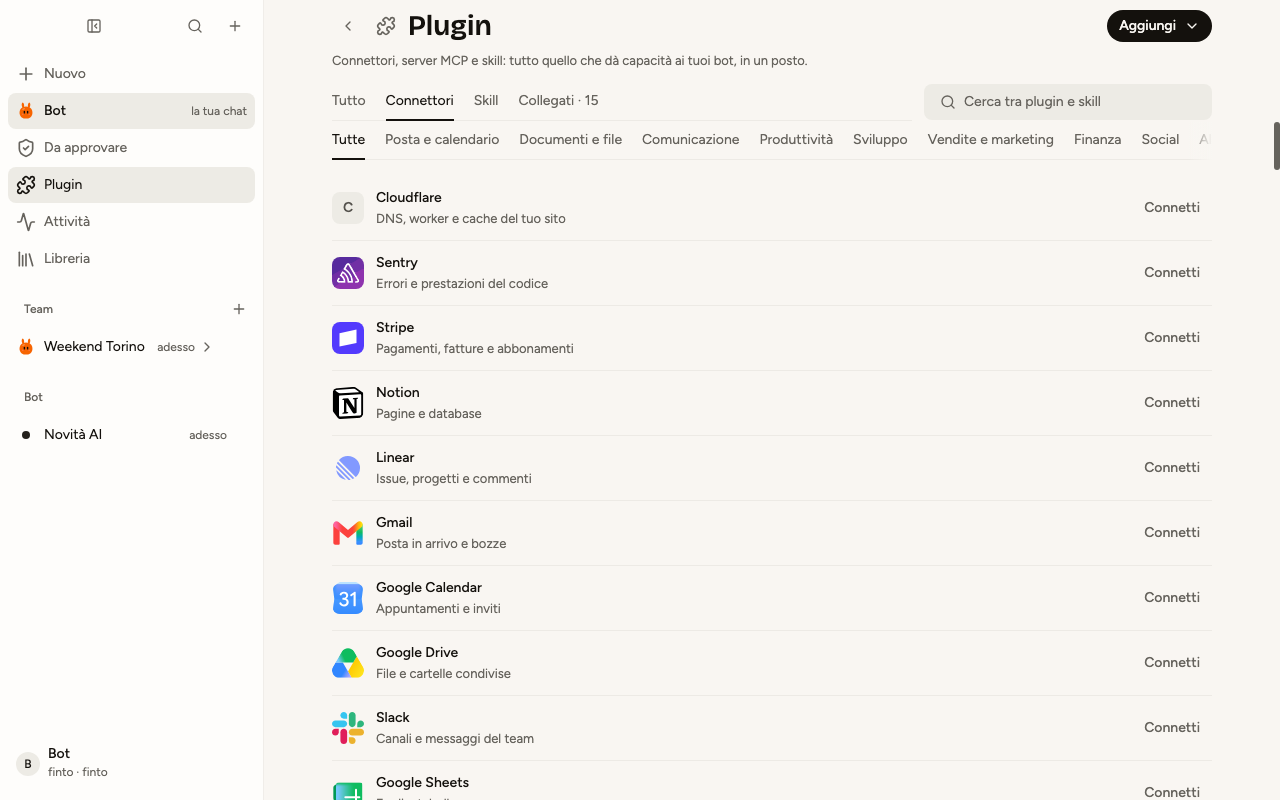 Plugin
Aggiungi
Connettori, server MCP e skill: tutto quello che dà capacità ai tuoi bot, in un posto.
Tutto Connettori Skill Collegati · 15
Cerca tra plugin e skill
Tutte Posta e calendario Documenti e file Comunicazione Produttività Sviluppo Vendite e marketing Finanza Social
Nuovo
Bot la tua chat
Da approvare
Plugin
Attività
Libreria
Team
Weekend Torino adesso
Bot
Novità AI adesso
B
Bot
finto · finto
C
Cloudflare
DNS, worker e cache del tuo sito
Connetti
Sentry
Errori e prestazioni del codice
Connetti
Stripe
Pagamenti, fatture e abbonamenti
Connetti
Notion
Pagine e database
Connetti
Linear
Issue, progetti e commenti
Connetti
Gmail
Posta in arrivo e bozze
Connetti
31
Google Calendar
Appuntamenti e inviti
Connetti
Google Drive
File e cartelle condivise
Connetti
Slack
Canali e messaggi del team
Connetti
Google Sheets
Connetti